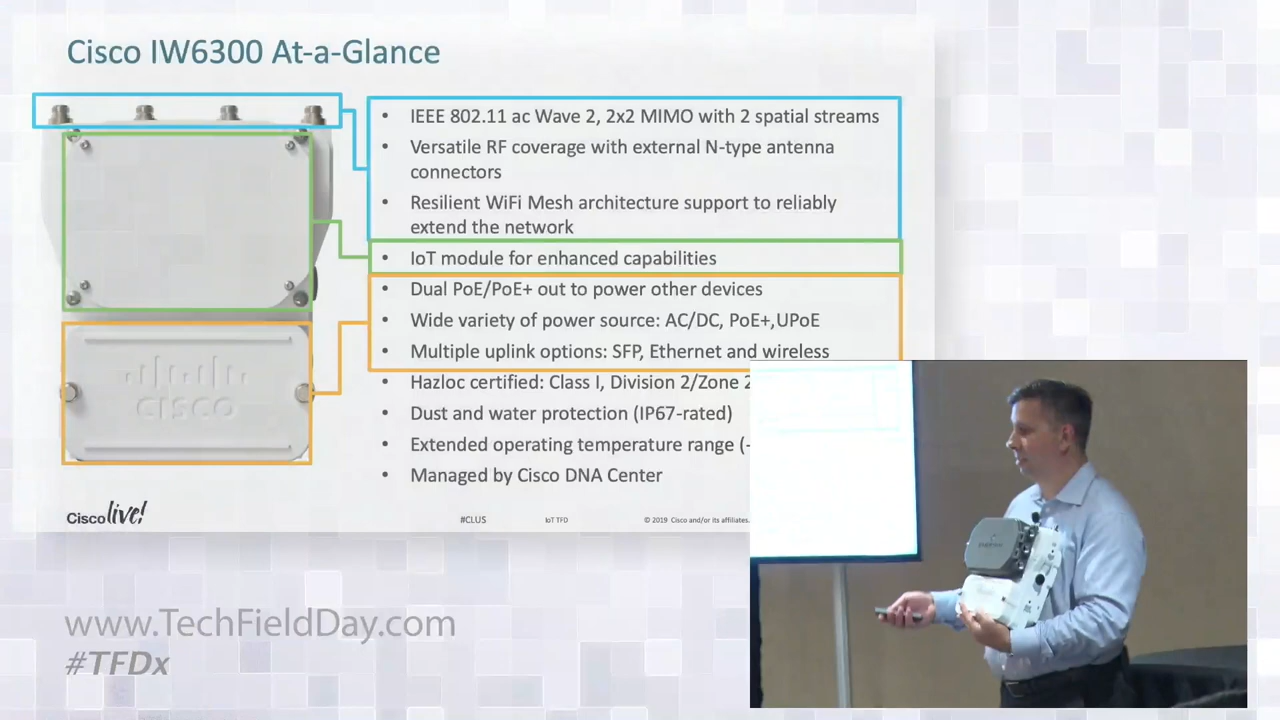 Cisco IW6300 At-a-Glance
• IEEE 802.11 ac Wave 2, 2x2 MIMO with 2 spatial streams
• Versatile RF coverage with external N-type antenna
connectors
• Resilient WiFi Mesh architecture support to reliably
extend the network
• IoT module for enhanced capabilities
• Dual PoE/PoE+ out to power other devices
• Wide variety of power source: AC/DC, PoE+,UPoE
• Multiple uplink options: SFP, Ethernet and wireless
• Hazloc certified: Class I, Division 2/Zone 2
• Dust and water protection (IP67-rated)
• Extended operating temperature range (-
• Managed by Cisco DNA Center
CISCO
Cisco live!
#CLUS
IoT TFD
© 2019 Cisco and/or its affiliates.
www.TechFieldDay.com
#TFDx